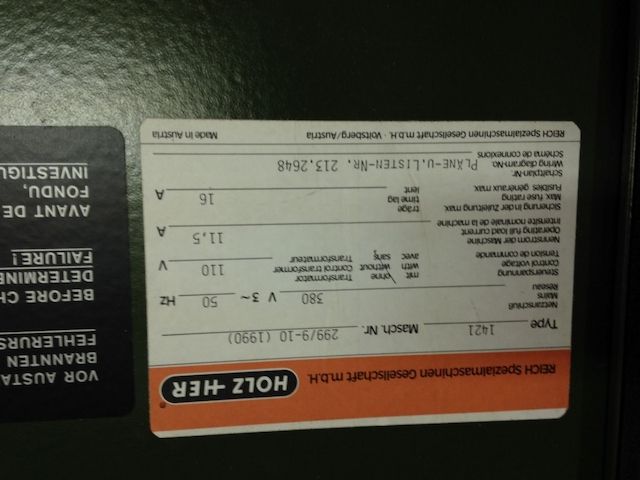 REICH Spezialmaschinen Gesellschaft m.b.H. HOLZ-HER ®
Type 1421 Masch. Nr. 299/9-10 (1990)
Netzanschluß
Mains 380 V 3~ 50 Hz
Réseau
Steuerspannung mit ohne Transformator
Control voltage with without Control transformer 110 V
Tension de commande avec sans Transformateur
Nennstrom der Maschine
Operating full load current 11,5 A
Intensité nominale de la machine
Sicherung in der Zuleitung max. träge
Max fuse rating time lag 16 A
Fusibles généraux max. lent
Schaltplan-Nr.
Wiring diagram-No. PLÄNE-U.LISTEN-NR. 213.2648
Schéma de connexions
REICH Spezialmaschinen Gesellschaft m.b.H. · Voitsberg/Austria Made in Austria
VOR AUSTA
BRANNTEN
FEHLERURS
BEFORE CH
DETERMINE
FAILURE!
AVANT DE
FONDU,
INVESTIGU